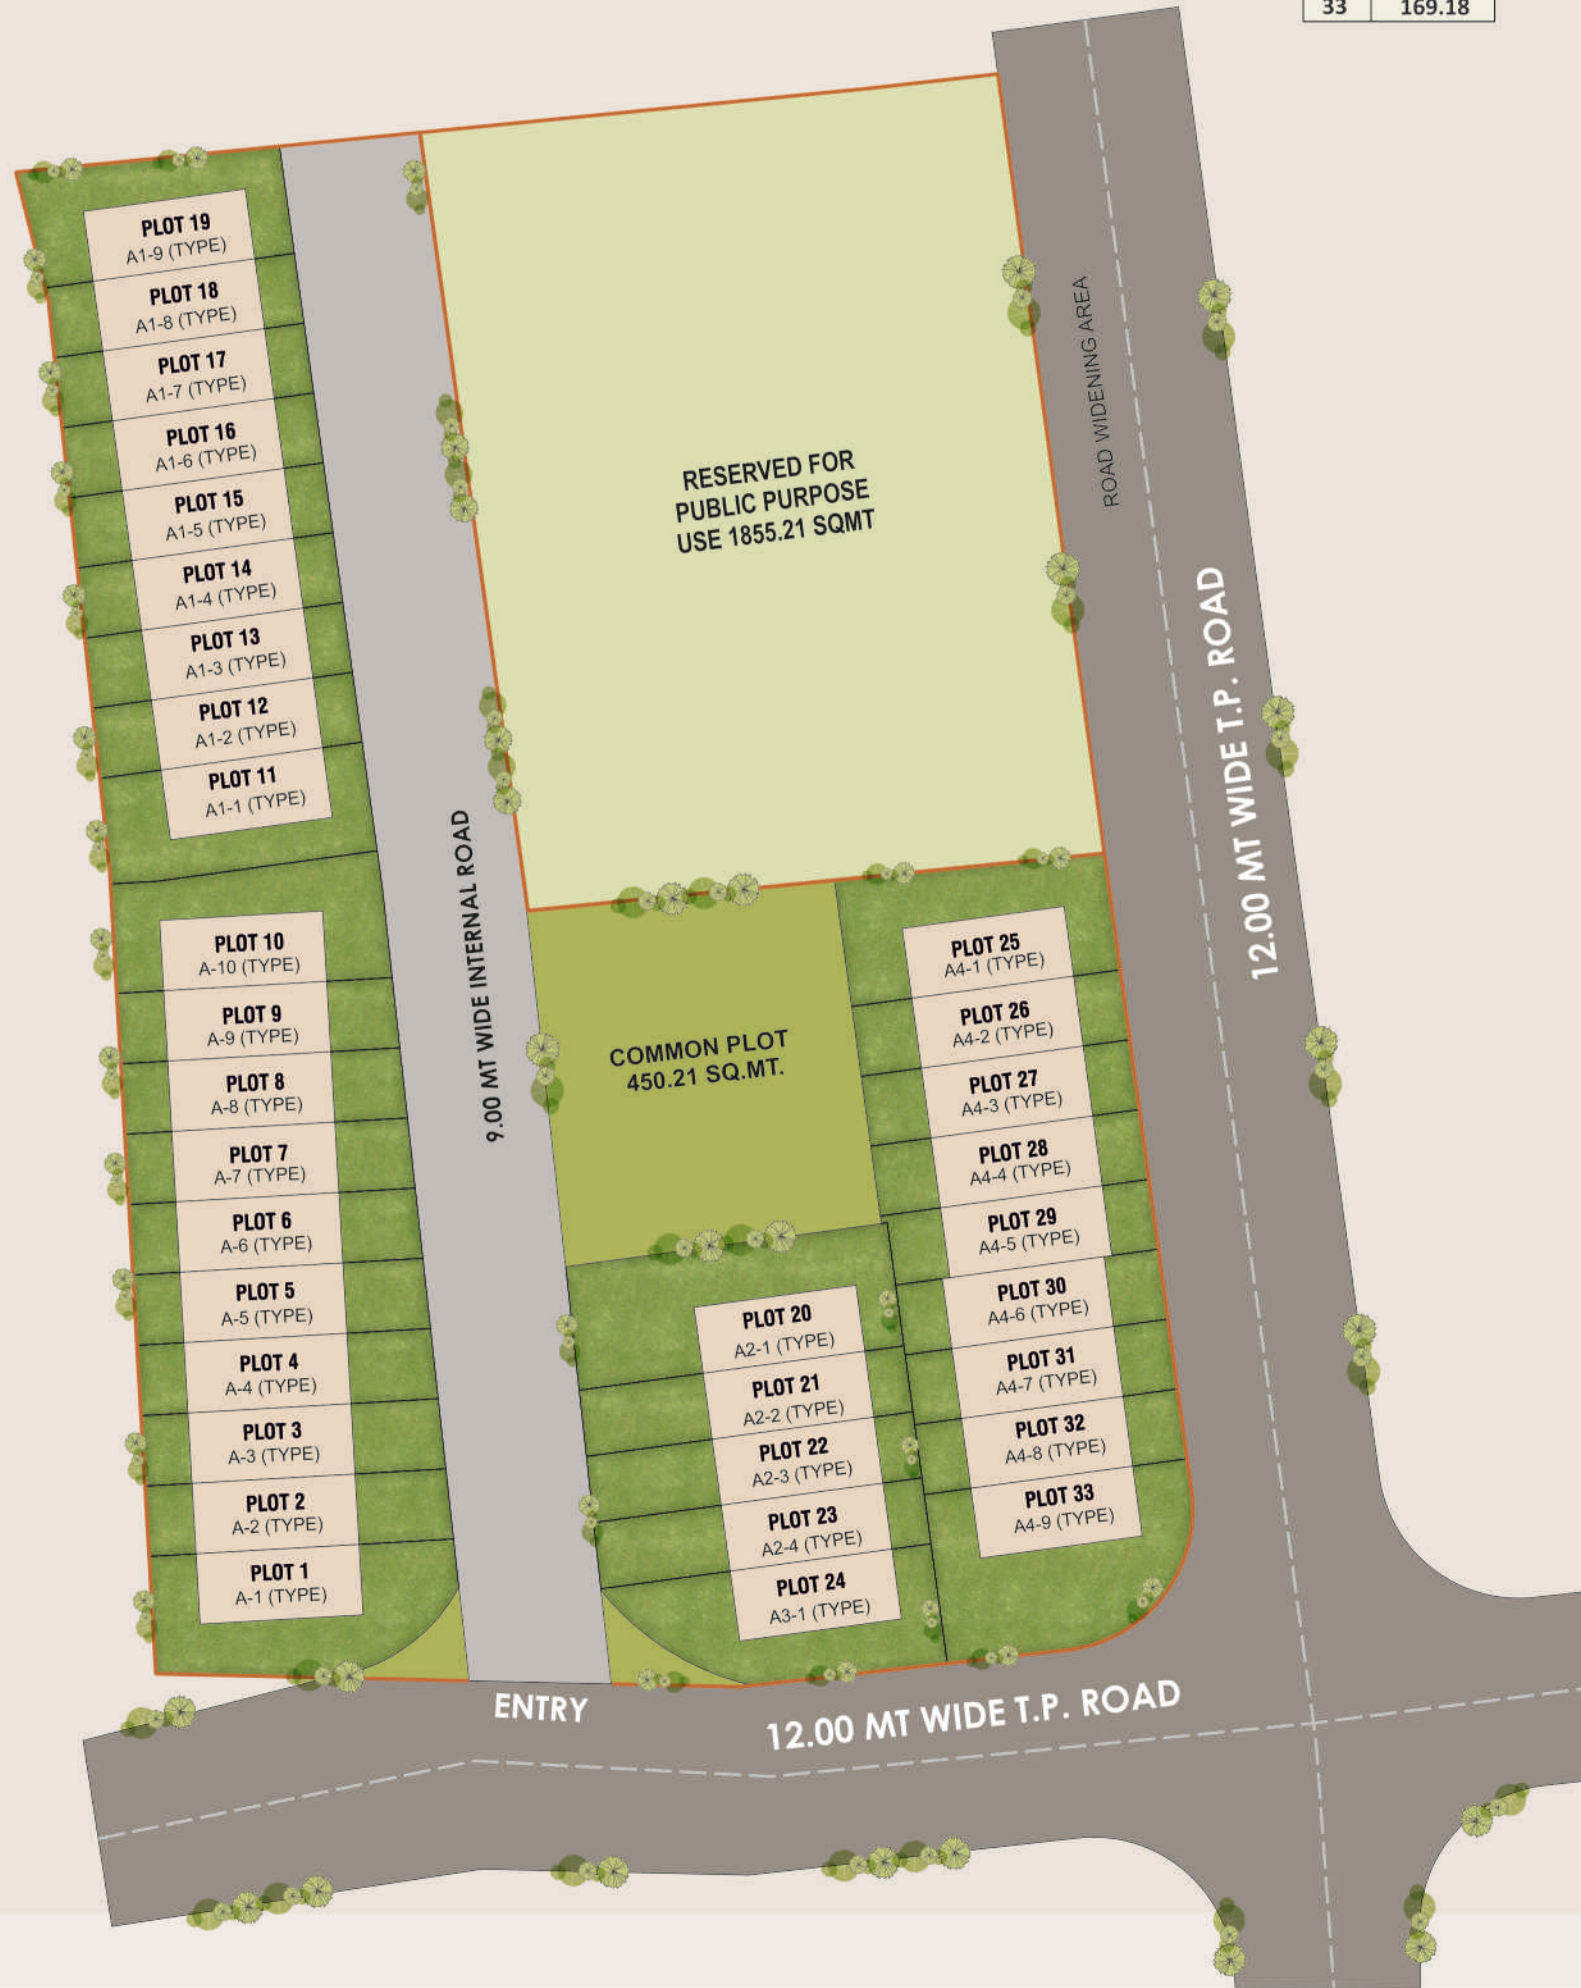 33 169.18
PLOT 19
A1-9 (TYPE)
PLOT 18
A1-8 (TYPE)
PLOT 17
A1-7 (TYPE)
PLOT 16
A1-6 (TYPE)
PLOT 15
A1-5 (TYPE)
PLOT 14
A1-4 (TYPE)
PLOT 13
A1-3 (TYPE)
PLOT 12
A1-2 (TYPE)
PLOT 11
A1-1 (TYPE)
PLOT 10
A-10 (TYPE)
PLOT 9
A-9 (TYPE)
PLOT 8
A-8 (TYPE)
PLOT 7
A-7 (TYPE)
PLOT 6
A-6 (TYPE)
PLOT 5
A-5 (TYPE)
PLOT 4
A-4 (TYPE)
PLOT 3
A-3 (TYPE)
PLOT 2
A-2 (TYPE)
PLOT 1
A-1 (TYPE)
9.00 MT WIDE INTERNAL ROAD
RESERVED FOR
PUBLIC PURPOSE
USE 1855.21 SQMT
COMMON PLOT
450.21 SQ.MT.
PLOT 20
A2-1 (TYPE)
PLOT 21
A2-2 (TYPE)
PLOT 22
A2-3 (TYPE)
PLOT 23
A2-4 (TYPE)
PLOT 24
A3-1 (TYPE)
PLOT 25
A4-1 (TYPE)
PLOT 26
A4-2 (TYPE)
PLOT 27
A4-3 (TYPE)
PLOT 28
A4-4 (TYPE)
PLOT 29
A4-5 (TYPE)
PLOT 30
A4-6 (TYPE)
PLOT 31
A4-7 (TYPE)
PLOT 32
A4-8 (TYPE)
PLOT 33
A4-9 (TYPE)
ROAD WIDENING AREA
12.00 MT WIDE T.P. ROAD
ENTRY
12.00 MT WIDE T.P. ROAD